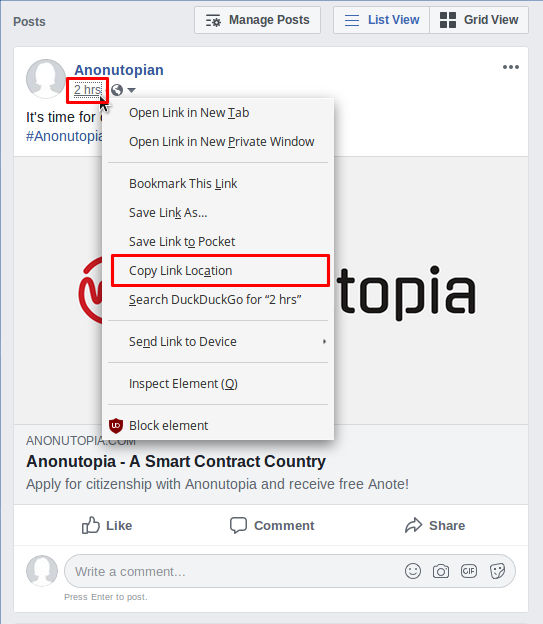 Posts
Manage Posts
List View
Grid View
Anonutopian
2 hrs
It's time for
#Anonutopia
Open Link in New Tab
Open Link in New Private Window
Bookmark This Link
Save Link As...
Save Link to Pocket
Copy Link Location
Search DuckDuckGo for “2 hrs”
Send Link to Device
Inspect Element (Q)
Block element
utopia
ANONUTOPIA.COM
Anonutopia - A Smart Contract Country
Apply for citizenship with Anonutopia and receive free Anote!
Like
Comment
Share
Write a comment...
GIF
Press Enter to post.